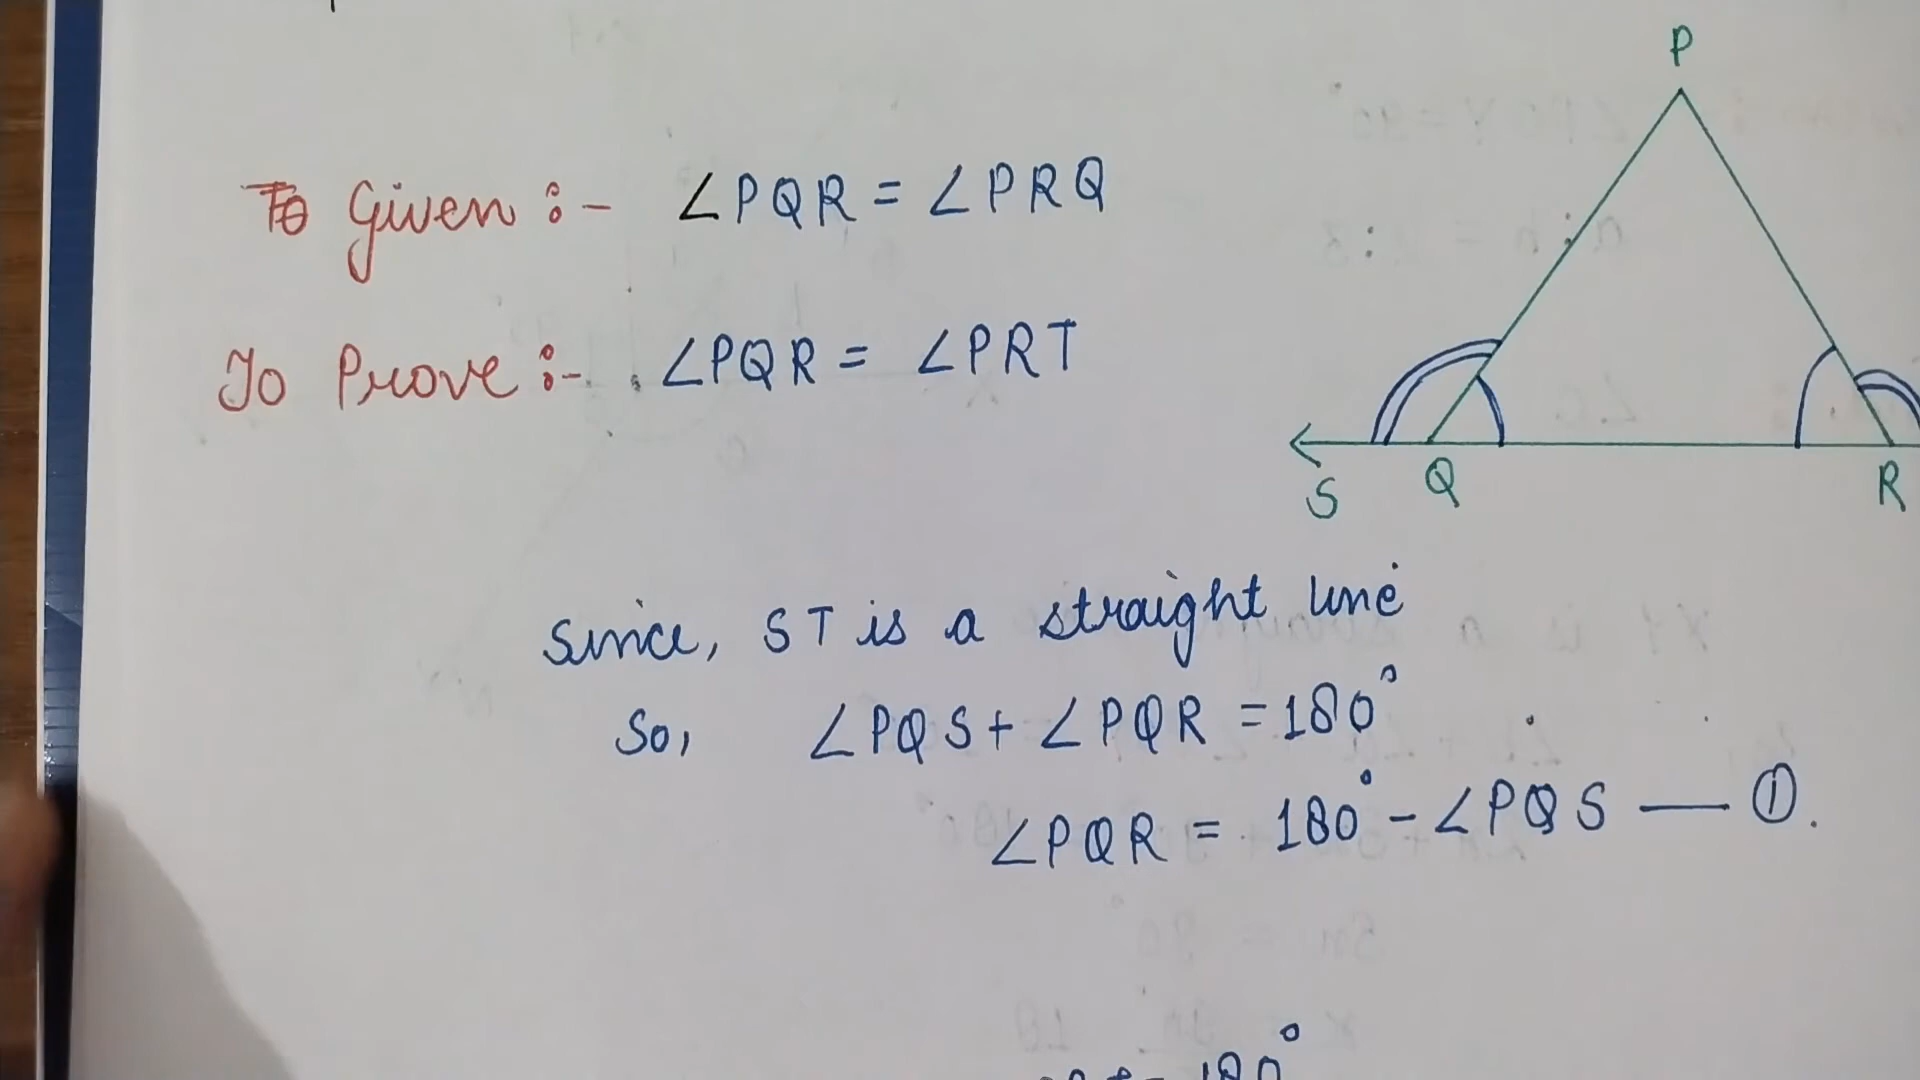 P
Given :- ∠PQR = ∠PRQ
To Prove :- ∠PQR = ∠PRT
S Q R
Since, ST is a straight line
So, ∠PQS + ∠PQR = 180°
∠PQR = 180° - ∠PQS — ①.
180°